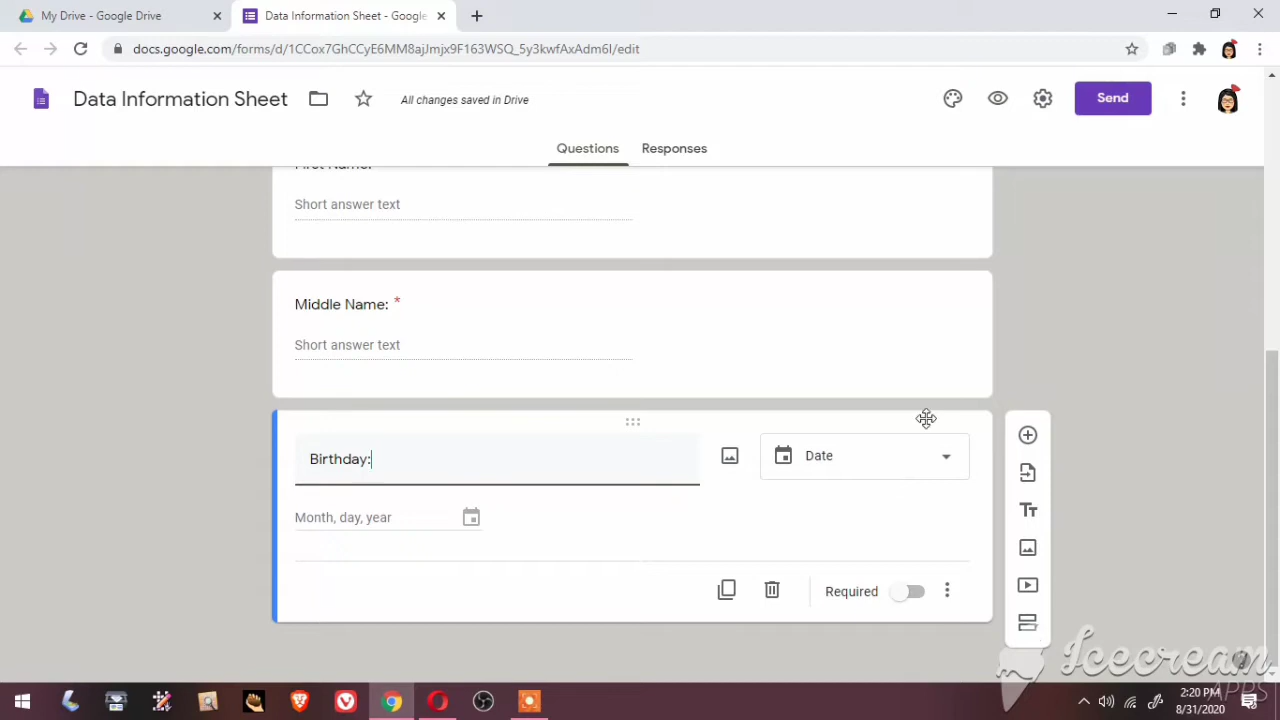 My Drive - Google Drive
Data Information Sheet - Google
docs.google.com/forms/d/1CCox7GhCCyE6MM8ajJmjx9F163WSQ_5y3kwfAxAdm6I/edit
Data Information Sheet
All changes saved in Drive
Send
Questions
Responses
First Name:
Short answer text
Middle Name: *
Short answer text
Birthday:
Date
Month, day, year
Required
Icecream
APPS
2:20 PM
8/31/2020